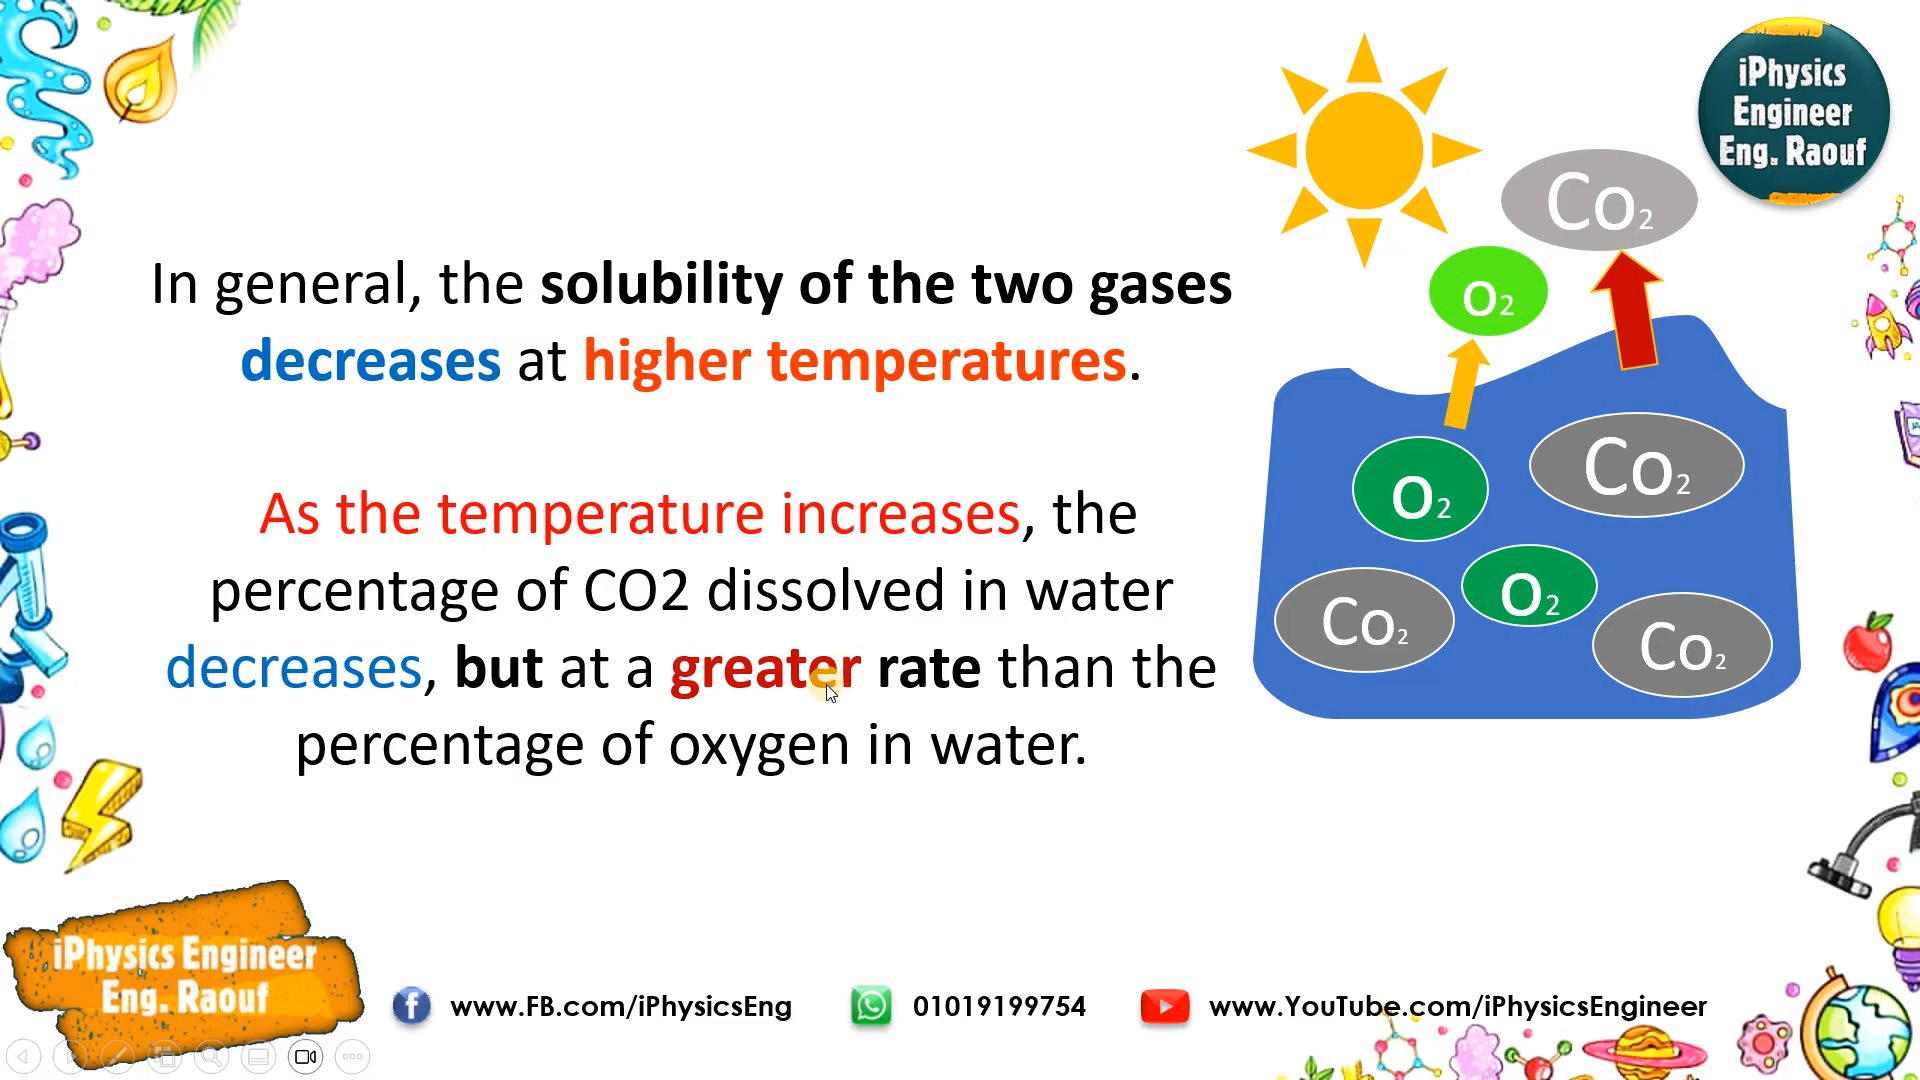 iPhysics
Engineer
Eng. Raouf
Co2
o2
In general, the solubility of the two gases
decreases at higher temperatures.
As the temperature increases, the
percentage of CO2 dissolved in water
decreases, but at a greater rate than the
percentage of oxygen in water.
Co2
o2
o2
Co2
Co2
iPhysics Engineer
Eng. Raouf
www.FB.com/iPhysicsEng
01019199754
www.YouTube.com/iPhysicsEngineer